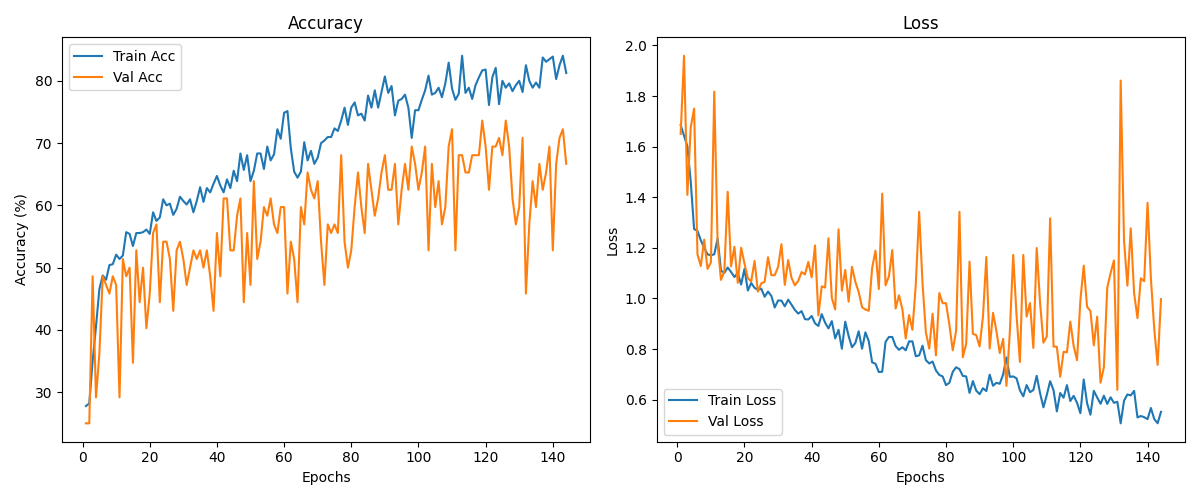 Accuracy
Train Acc
Val Acc
Accuracy (%)
80
70
60
50
40
30
0 20 40 60 80 100 120 140
Epochs
Loss
Loss
2.0
1.8
1.6
1.4
1.2
1.0
0.8
0.6
Train Loss
Val Loss
0 20 40 60 80 100 120 140
Epochs